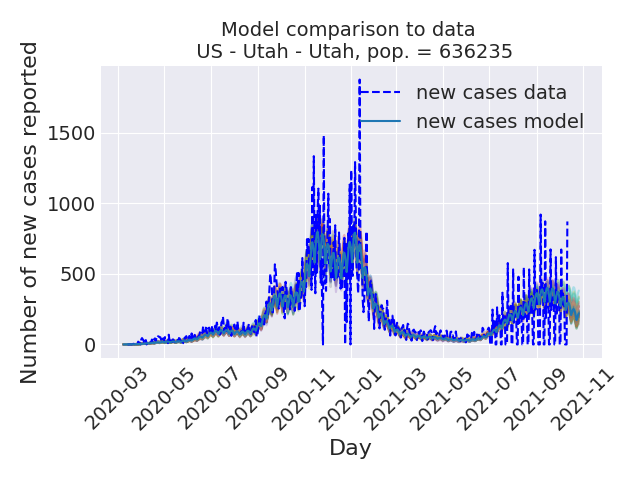 Model comparison to data
US - Utah - Utah, pop. = 636235
Number of new cases reported
1500
1000
500
0
new cases data
new cases model
2020-03
2020-05
2020-07
2020-09
2020-11
2021-01
2021-03
2021-05
2021-07
2021-09
2021-11
Day